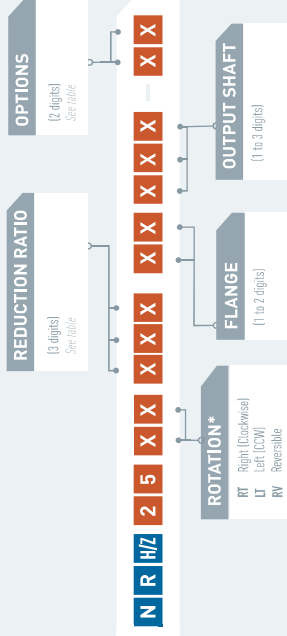 OPTIONS
(2 digits)
See table
REDUCTION RATIO
(3 digits)
See table
N R H/Z 2 5 X X X X X X X X X X – X X
ROTATION*
RT Right (Clockwise)
LT Left (CCW)
RV Reversible
FLANGE
(1 to 2 digits)
OUTPUT SHAFT
(1 to 3 digits)